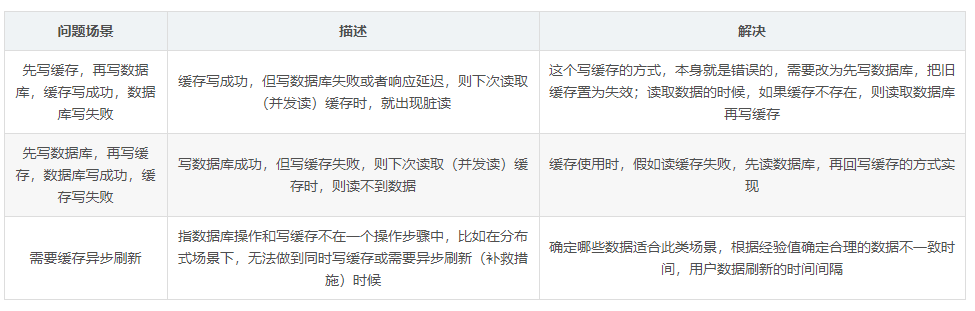 问题场景
描述
解决
先写缓存，再写数据
库，缓存写成功，数据
库写失败
缓存写成功，但写数据库失败或者响应延迟，则下次读取
（并发读）缓存时，就出现脏读
这个写缓存的方式，本身就是错误的，需要改为先写数据库，把旧
缓存置为失效；读取数据的时候，如果缓存不存在，则读取数据库
再写缓存
先写数据库，再写缓
存，数据库写成功，缓
存写失败
写数据库成功，但写缓存失败，则下次读取（并发读）缓
存时，则读不到数据
缓存使用时，假如读缓存失败，先读数据库，再回写缓存的方式实
现
需要缓存异步刷新
指数据库操作和写缓存不在一个操作步骤中，比如在分布
式场景下，无法做到同时写缓存或需要异步刷新（补救措
施）时候
确定哪些数据适合此类场景，根据经验值确定合理的数据不一致时
间，用户数据刷新的时间间隔